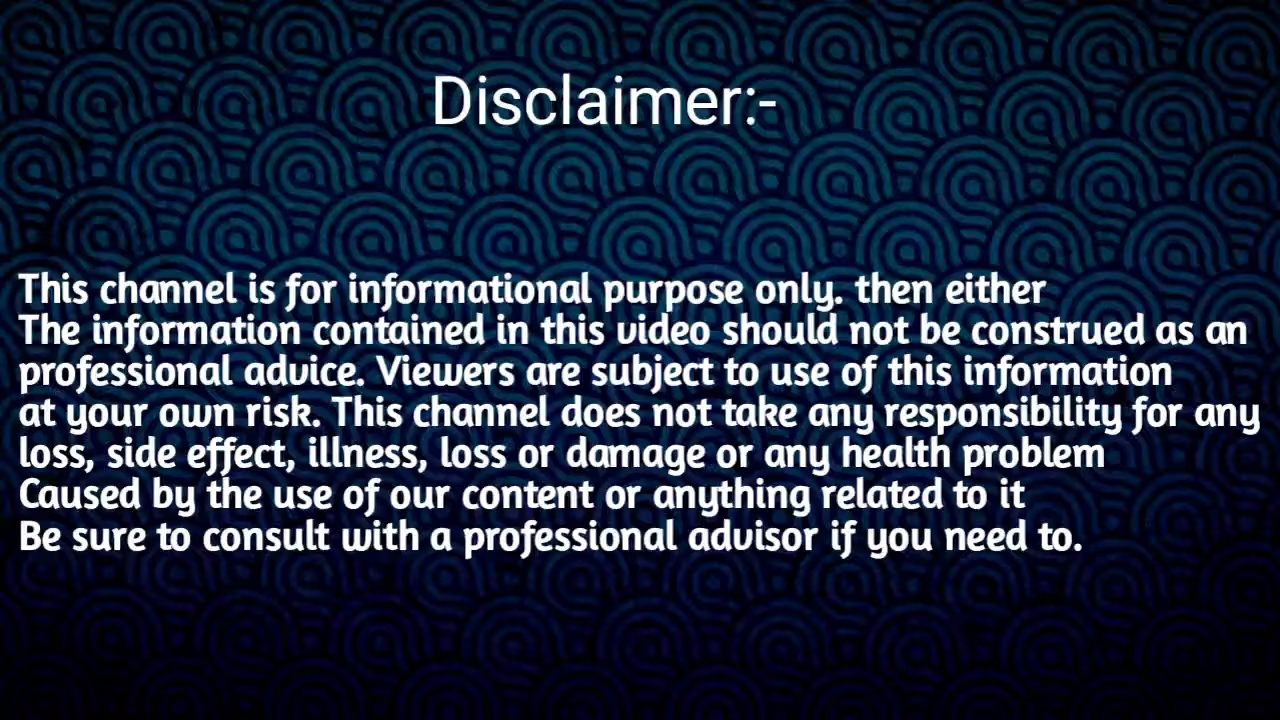 Disclaimer:-
This channel is for informational purpose only. then either
The information contained in this video should not be construed as an
professional advice. Viewers are subject to use of this information
at your own risk. This channel does not take any responsibility for any
loss, side effect, illness, loss or damage or any health problem
Caused by the use of our content or anything related to it
Be sure to consult with a professional advisor if you need to.